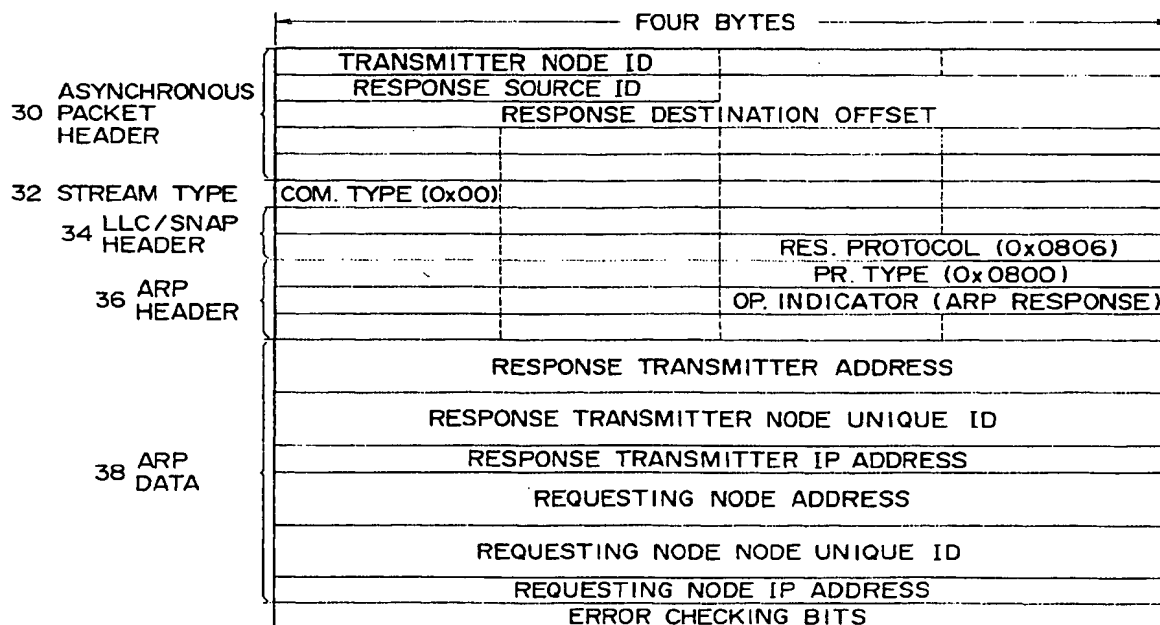 FOUR BYTES
30 ASYNCHRONOUS PACKET HEADER
TRANSMITTER NODE ID
RESPONSE SOURCE ID
RESPONSE DESTINATION OFFSET
32 STREAM TYPE
COM. TYPE (0x00)
34 LLC/SNAP HEADER
RES. PROTOCOL (0x0806)
36 ARP HEADER
PR. TYPE (0x0800)
OP. INDICATOR (ARP RESPONSE)
38 ARP DATA
RESPONSE TRANSMITTER ADDRESS
RESPONSE TRANSMITTER NODE UNIQUE ID
RESPONSE TRANSMITTER IP ADDRESS
REQUESTING NODE ADDRESS
REQUESTING NODE NODE UNIQUE ID
REQUESTING NODE IP ADDRESS
ERROR CHECKING BITS